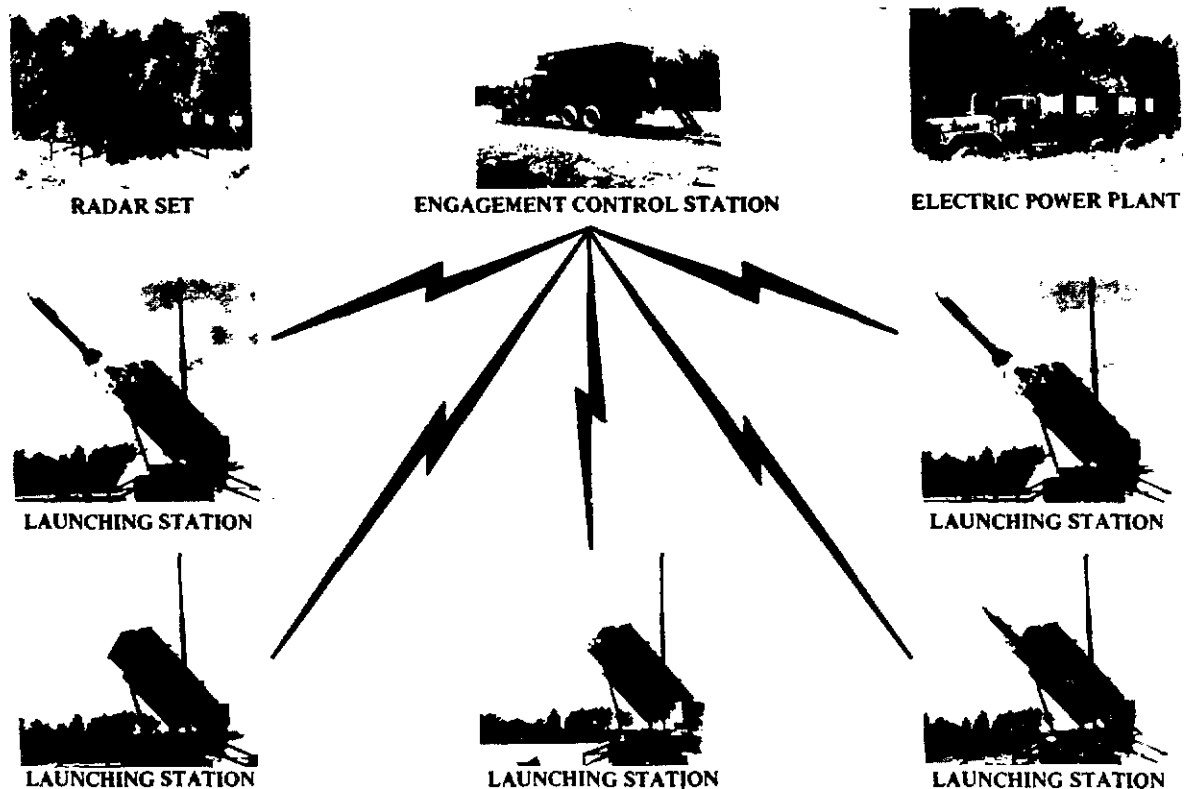 RADAR SET
ENGAGEMENT CONTROL STATION
ELECTRIC POWER PLANT
LAUNCHING STATION
LAUNCHING STATION
LAUNCHING STATION
LAUNCHING STATION
LAUNCHING STATION